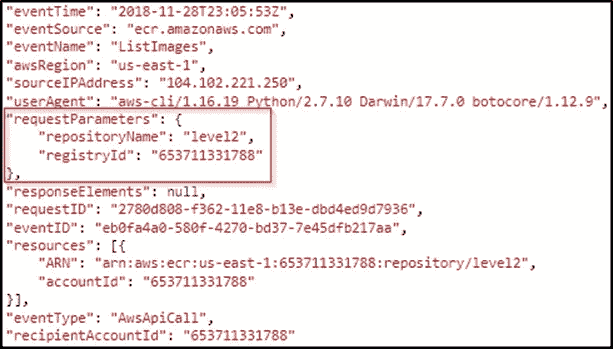 "eventTime": "2018-11-28T23:05:53Z",
"eventSource": "ecr.amazonaws.com",
"eventName": "ListImages",
"awsRegion": "us-east-1",
"sourceIPAddress": "104.102.221.250",
"userAgent": "aws-cli/1.16.19 Python/2.7.10 Darwin/17.7.0 botocore/1.12.9",
"requestParameters": {
"repositoryName": "level2",
"registryId": "653711331788"
},
"responseElements": null,
"requestID": "2780d808-f362-11e8-b13e-dbd4ed9d7936",
"eventID": "eb0fa4a0-580f-4270-bd37-7e45dfb217aa",
"resources": [{
"ARN": "arn:aws:ecr:us-east-1:653711331788:repository/level2",
"accountId": "653711331788"
}],
"eventType": "AwsApiCall",
"recipientAccountId": "653711331788"